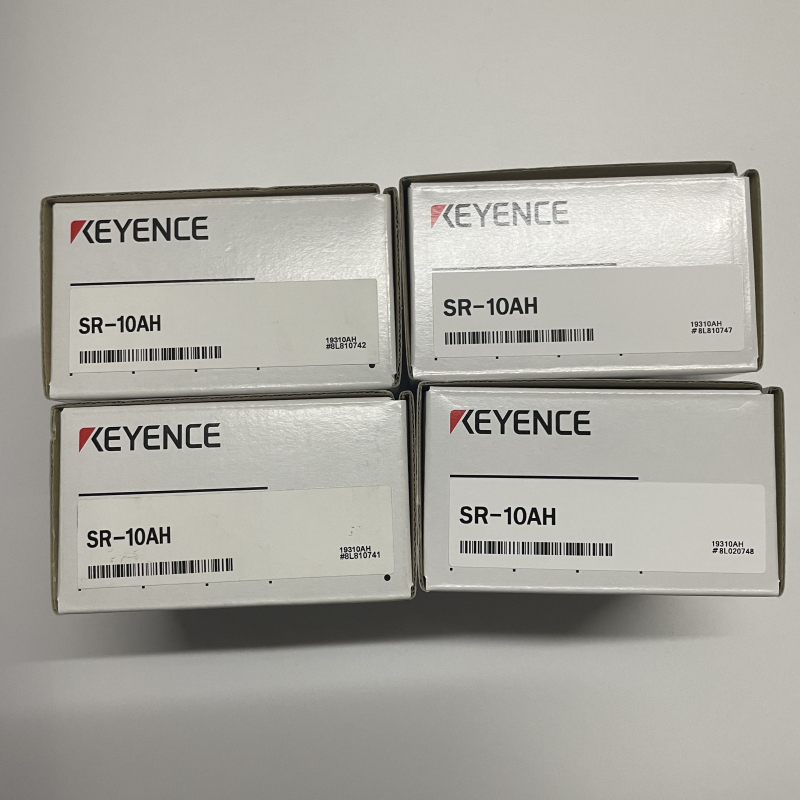 KEYENCE
SR-10AH
19310AH
#8L810742
KEYENCE
SR-10AH
19310AH
#8L810747
KEYENCE
SR-10AH
19310AH
#8L810741
KEYENCE
SR-10AH
19310AH
#8L020748